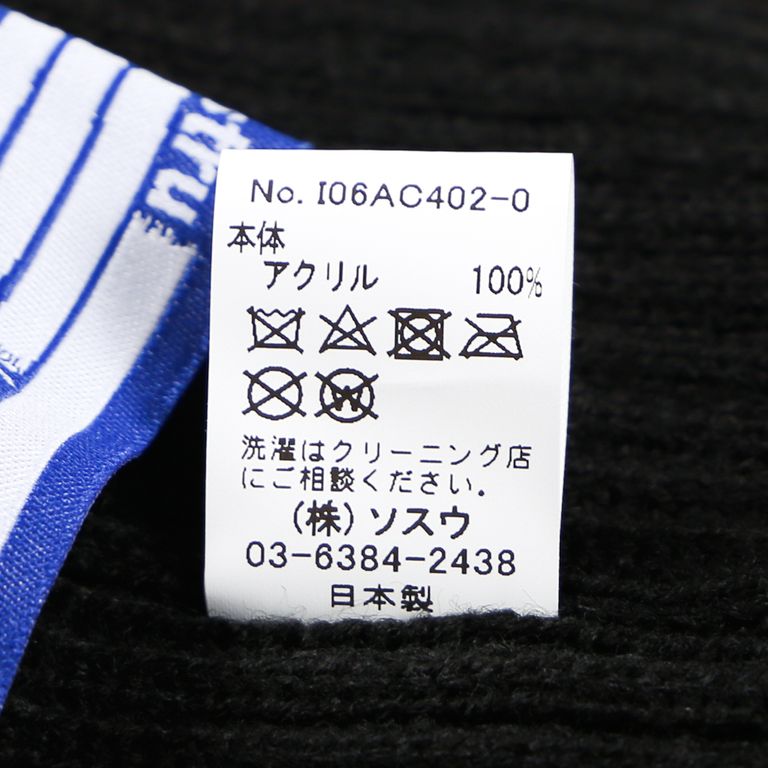 stru
No. I06AC402-0
本体
アクリル 100%
W
洗濯はクリーニング店
にご相談ください.
(株)ソスウ
03-6384-2438
日本製